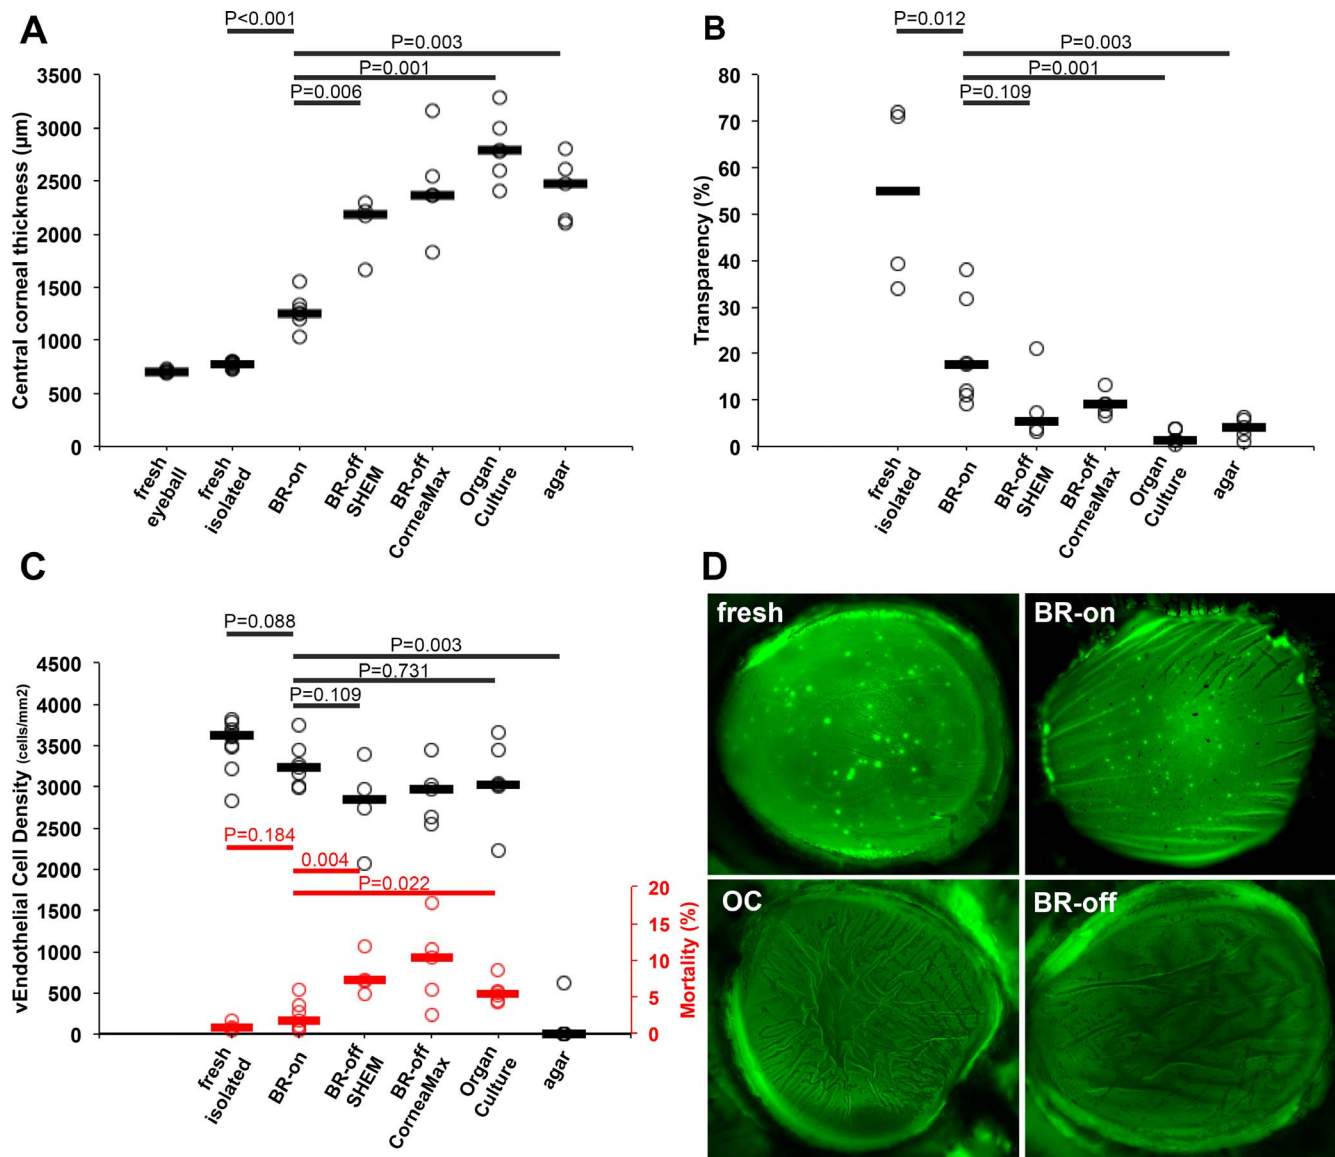 A
P<0.001
P=0.003
P=0.001
P=0.006
Central corneal thickness (µm)
3500
3000
2500
2000
1500
1000
500
0
fresh
eyeball
fresh
isolated
BR-on
BR-off
SHEM
BR-off
CorneaMax
Organ
Culture
agar
B
P=0.012
P=0.003
P=0.001
P=0.109
Transparency (%)
80
70
60
50
40
30
20
10
0
fresh
isolated
BR-on
BR-off
SHEM
BR-off
CorneaMax
Organ
Culture
agar
C
P=0.088
P=0.003
P=0.731
P=0.109
vEndothelial Cell Density (cells/mm2)
4500
4000
3500
3000
2500
2000
1500
1000
500
0
P=0.184
0.004
P=0.022
20
15
10
5
0
Mortality (%)
fresh
isolated
BR-on
BR-off
SHEM
BR-off
CorneaMax
Organ
Culture
agar
D
fresh
BR-on
OC
BR-off